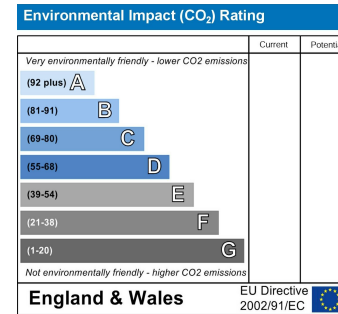 Environmental Impact (CO₂) Rating
Current Potenti
Very environmentally friendly - lower CO2 emissions
(92 plus) A
(81-91) B
(69-80) C
(55-68) D
(39-54) E
(21-38) F
(1-20) G
Not environmentally friendly - higher CO2 emissions
England & Wales
EU Directive
2002/91/EC